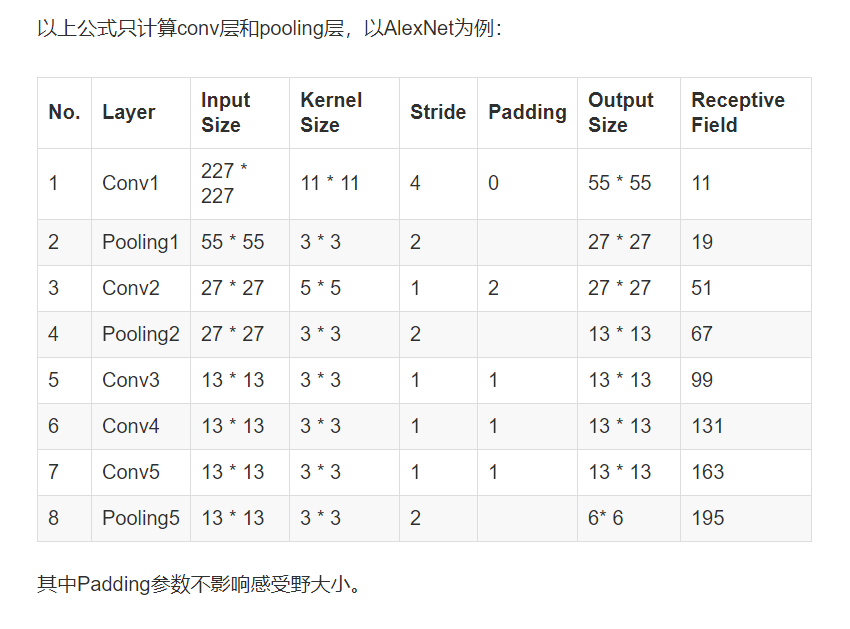 以上公式只计算conv层和pooling层，以AlexNet为例：
No. Layer Input Size Kernel Size Stride Padding Output Size Receptive Field
1 Conv1 227 * 227 11 * 11 4 0 55 * 55 11
2 Pooling1 55 * 55 3 * 3 2 27 * 27 19
3 Conv2 27 * 27 5 * 5 1 2 27 * 27 51
4 Pooling2 27 * 27 3 * 3 2 13 * 13 67
5 Conv3 13 * 13 3 * 3 1 1 13 * 13 99
6 Conv4 13 * 13 3 * 3 1 1 13 * 13 131
7 Conv5 13 * 13 3 * 3 1 1 13 * 13 163
8 Pooling5 13 * 13 3 * 3 2 6* 6 195
其中Padding参数不影响感受野大小。